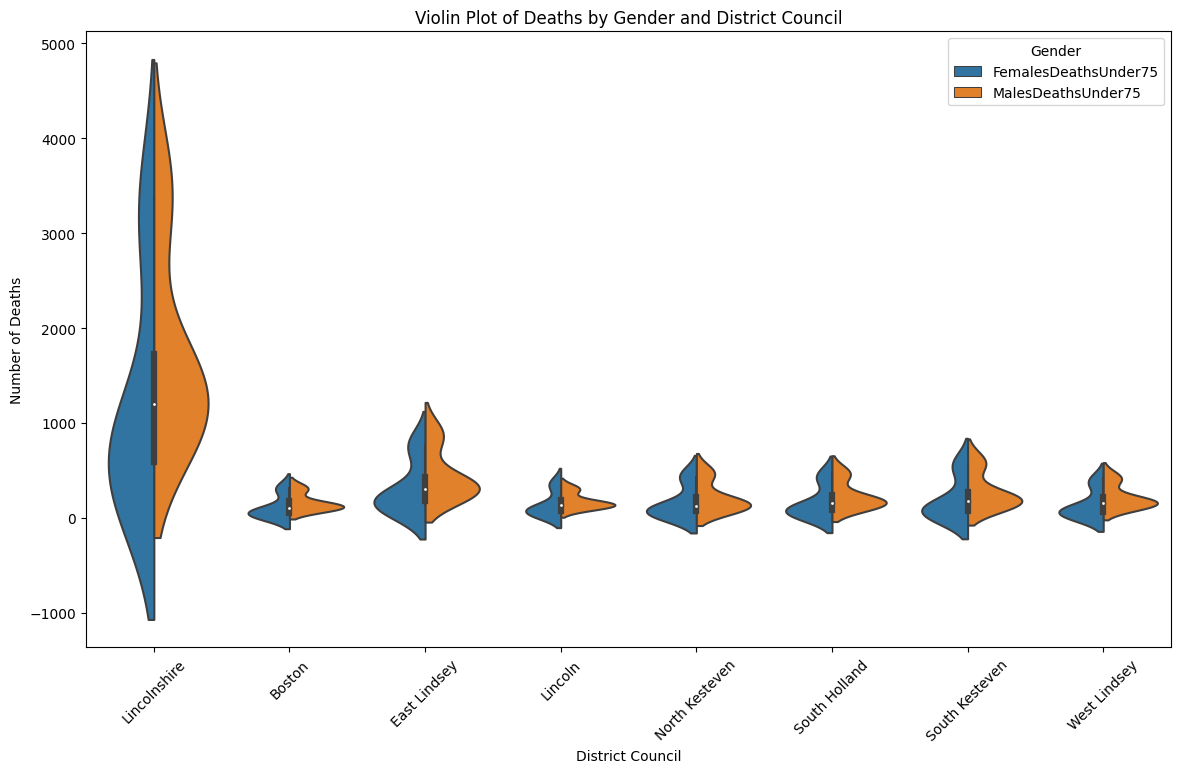 Violin Plot of Deaths by Gender and District Council
Gender
FemalesDeathsUnder75
MalesDeathsUnder75
Number of Deaths
5000
4000
3000
2000
1000
0
−1000
Lincolnshire
Boston
East Lindsey
Lincoln
North Kesteven
South Holland
South Kesteven
West Lindsey
District Council